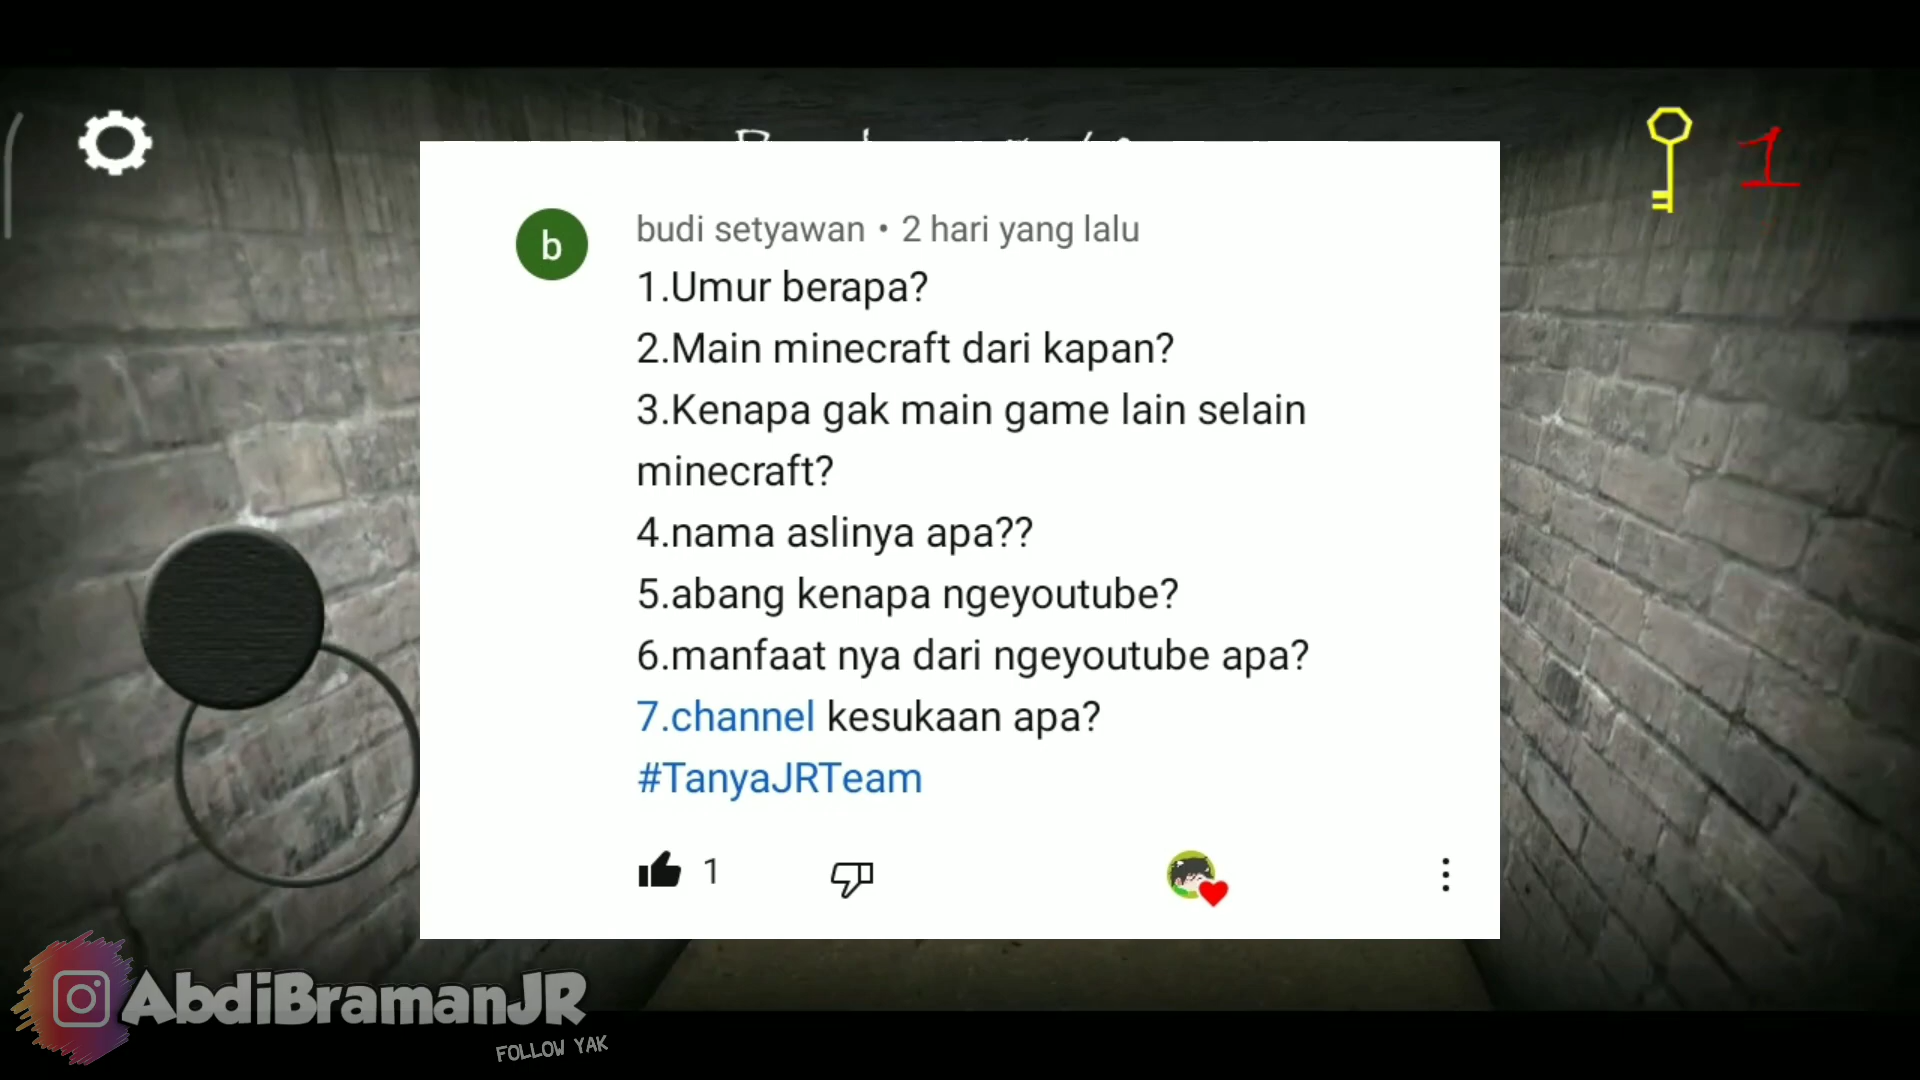 1
b
budi setyawan • 2 hari yang lalu
1.Umur berapa?
2.Main minecraft dari kapan?
3.Kenapa gak main game lain selain
minecraft?
4.nama aslinya apa??
5.abang kenapa ngeyoutube?
6.manfaat nya dari ngeyoutube apa?
7.channel kesukaan apa?
#TanyaJRTeam
1
AbdiBramanJR
FOLLOW YAK